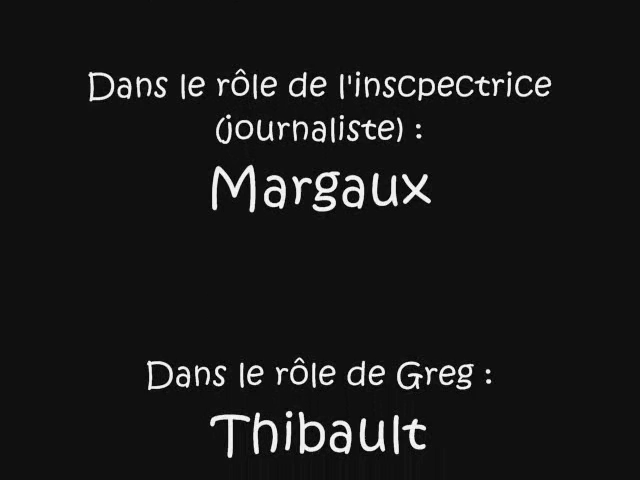 Dans le rôle de l'inscpectrice
(journaliste) :
Margaux
Dans le rôle de Greg :
Thibault